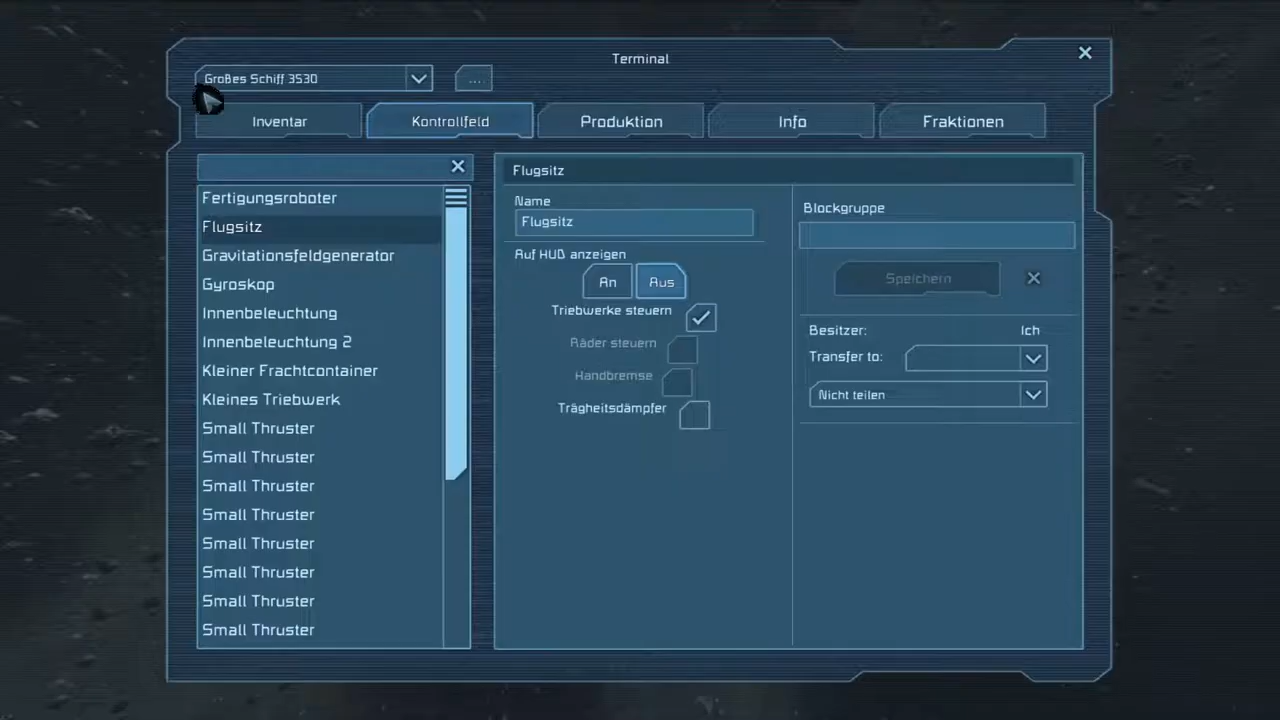 Terminal
Großes Schiff 3530
...
Inventar
Kontrollfeld
Produktion
Info
Fraktionen
Fertigungsroboter
Flugsitz
Gravitationsfeldgenerator
Gyroskop
Innenbeleuchtung
Innenbeleuchtung 2
Kleiner Frachtcontainer
Kleines Triebwerk
Small Thruster
Small Thruster
Small Thruster
Small Thruster
Small Thruster
Small Thruster
Small Thruster
Small Thruster
Flugsitz
Name
Flugsitz
Auf HUD anzeigen
An Aus
Triebwerke steuern
Räder steuern
Handbremse
Trägheitsdämpfer
Blockgruppe
Speichern
Besitzer: Ich
Transfer to:
Nicht teilen